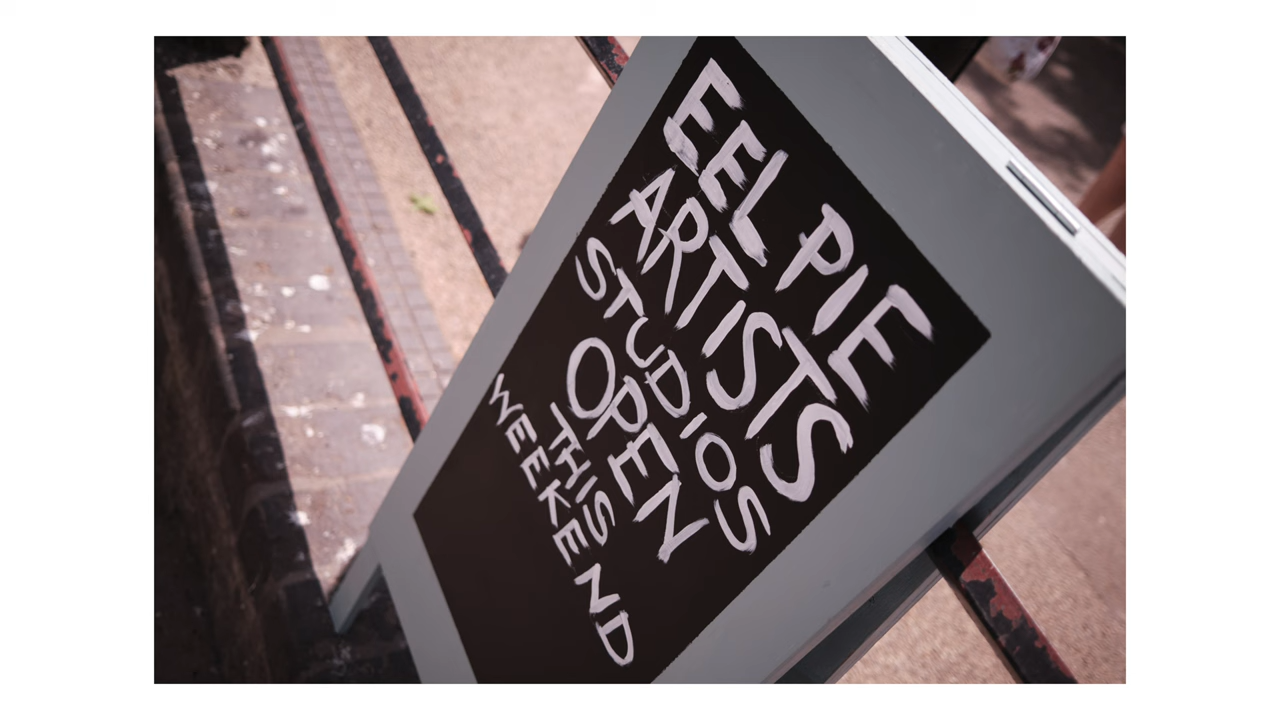 EEL PIE
ARTISTS
STUDIOS
OPEN
THIS
WEEKEND